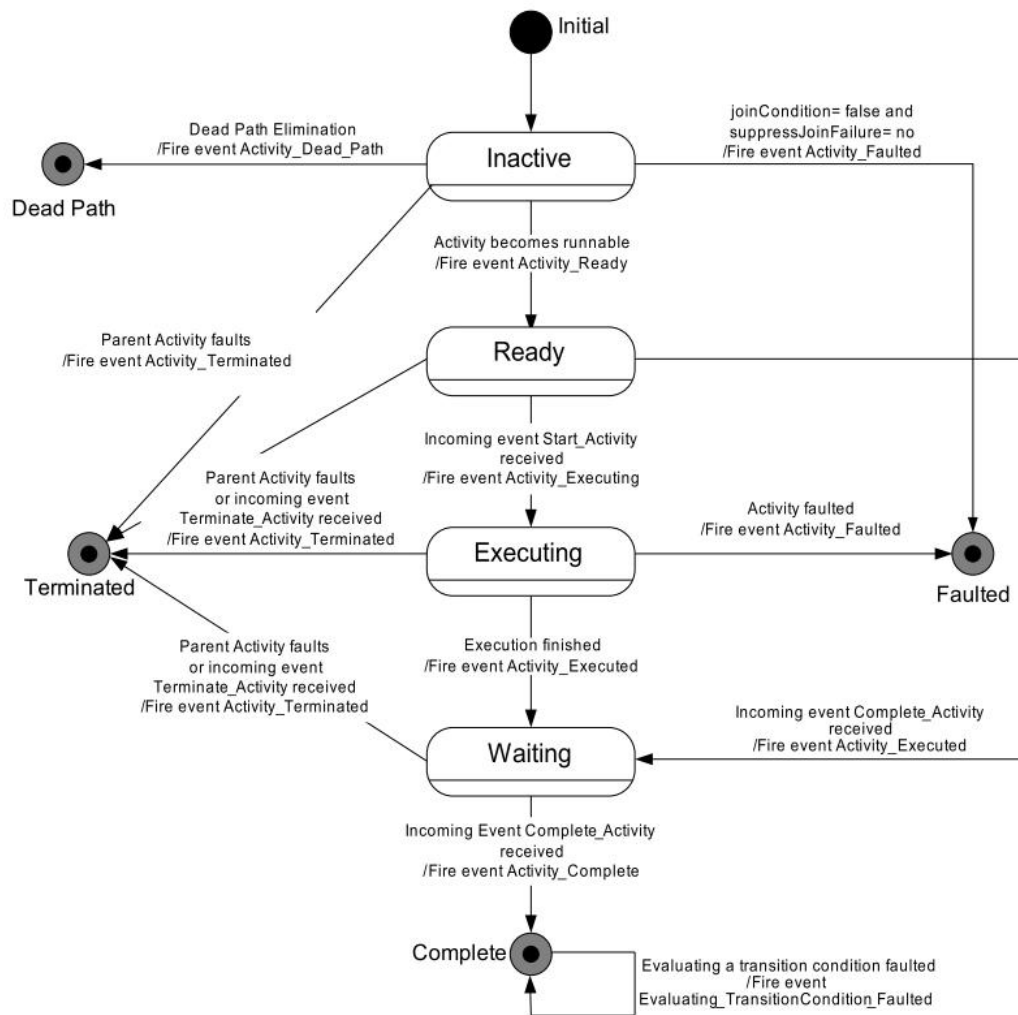 Initial
Dead Path Elimination
/Fire event Activity_Dead_Path
joinCondition= false and
suppressJoinFailure= no
/Fire event Activity_Faulted
Inactive
Dead Path
Activity becomes runnable
/Fire event Activity_Ready
Parent Activity faults
/Fire event Activity_Terminated
Ready
Incoming event Start_Activity
received
/Fire event Activity_Executing
Parent Activity faults
or incoming event
Terminate_Activity received
/Fire event Activity_Terminated
Activity faulted
/Fire event Activity_Faulted
Executing
Terminated
Faulted
Parent Activity faults
or incoming event
Terminate_Activity received
/Fire event Activity_Terminated
Execution finished
/Fire event Activity_Executed
Incoming event Complete_Activity
received
/Fire event Activity_Executed
Waiting
Incoming Event Complete_Activity
received
/Fire event Activity_Complete
Complete
Evaluating a transition condition faulted
/Fire event
Evaluating_TransitionCondition_Faulted